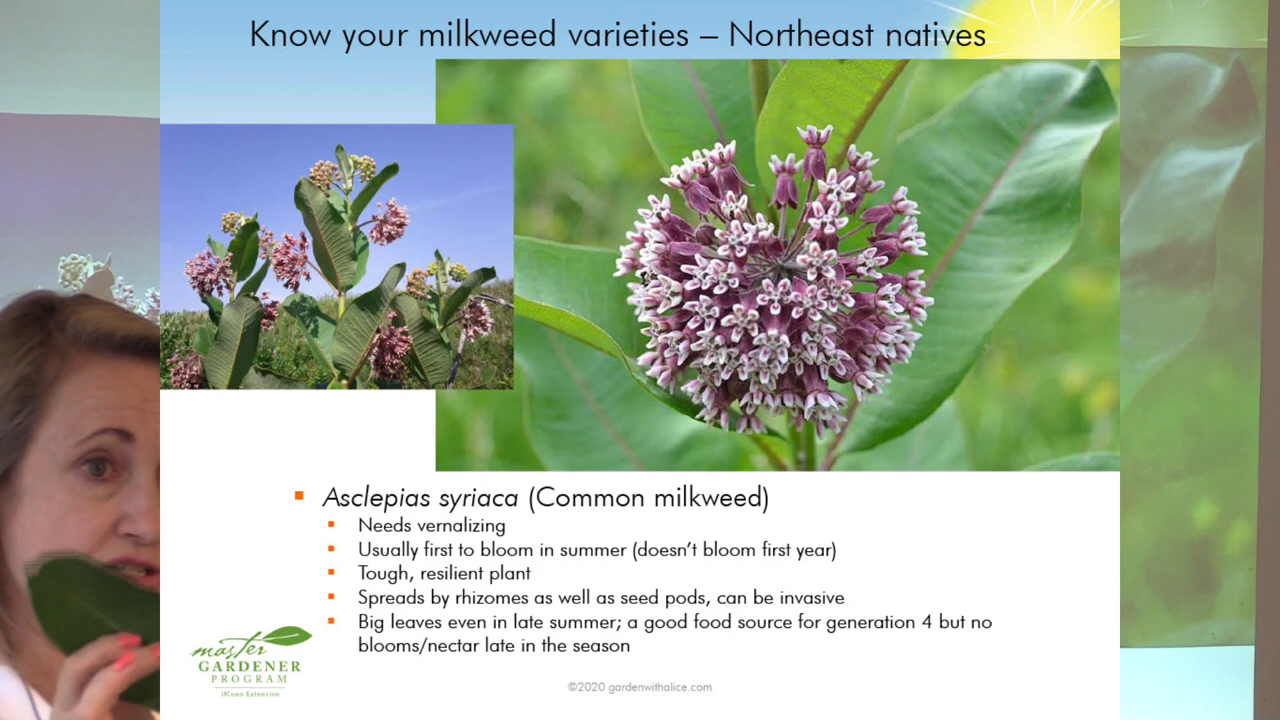 Know your milkweed varieties – Northeast natives
Asclepias syriaca (Common milkweed)
Needs vernalizing
Usually first to bloom in summer (doesn't bloom first year)
Tough, resilient plant
Spreads by rhizomes as well as seed pods, can be invasive
Big leaves even in late summer; a good food source for generation 4 but no
blooms/nectar late in the season
master
GARDENER
PROGRAM
UConn Extension
©2020 gardenwithalice.com